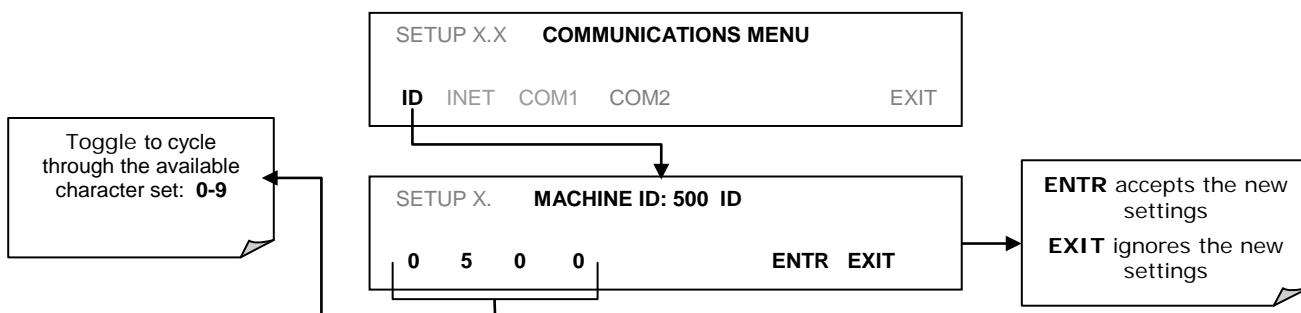 SETUP X.X COMMUNICATIONS MENU
ID INET COM1 COM2 EXIT
Toggle to cycle
through the available
character set: 0-9
SETUP X. MACHINE ID: 500 ID
0 5 0 0 ENTR EXIT
ENTR accepts the new
settings
EXIT ignores the new
settings